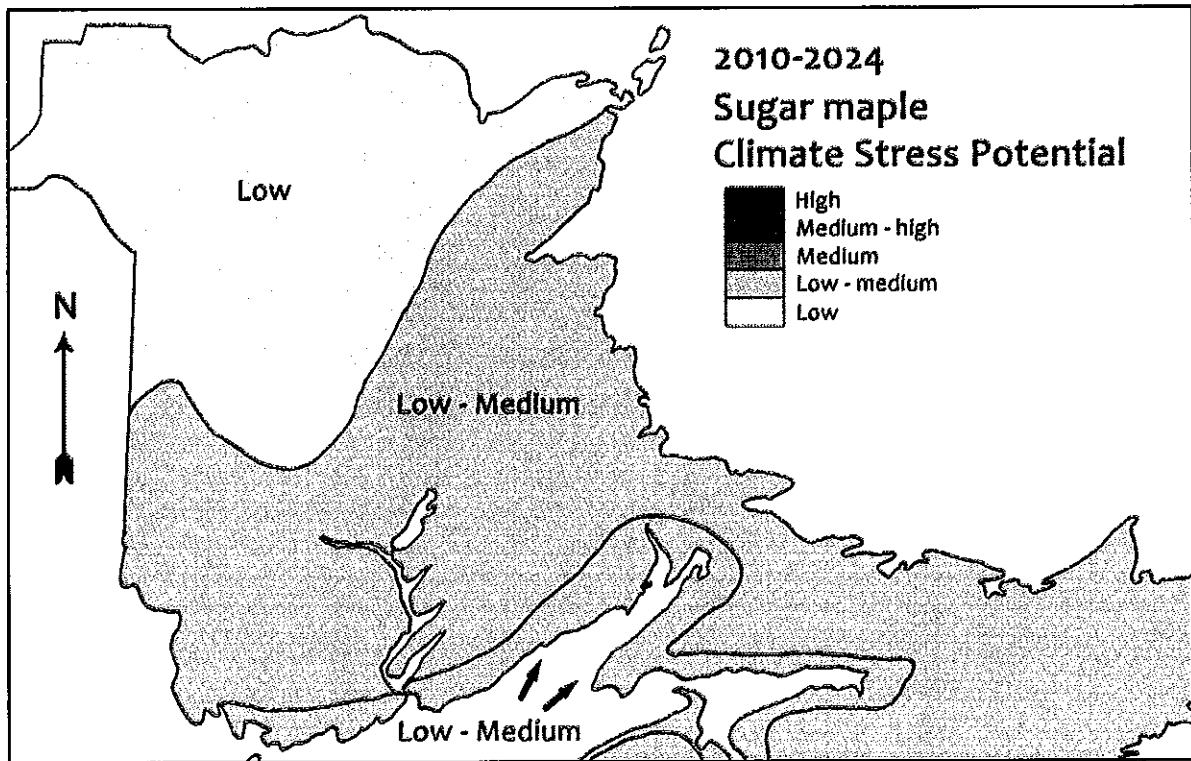 2010-2024
Sugar maple
Climate Stress Potential
High
Medium - high
Medium
Low - medium
Low
Low
N
Low - Medium
Low - Medium